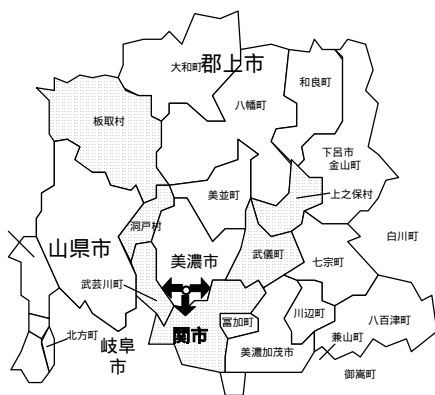 大和町
郡上市
和良町
八幡町
板取村
下呂市
金山町
美並町
上之保村
洞戸村
白川町
山県市
美濃市
武儀町
七宗町
武芸川町
冨加町
川辺町
八百津町
北方町
岐阜
市
関市
美濃加茂市
兼山町
御嵩町